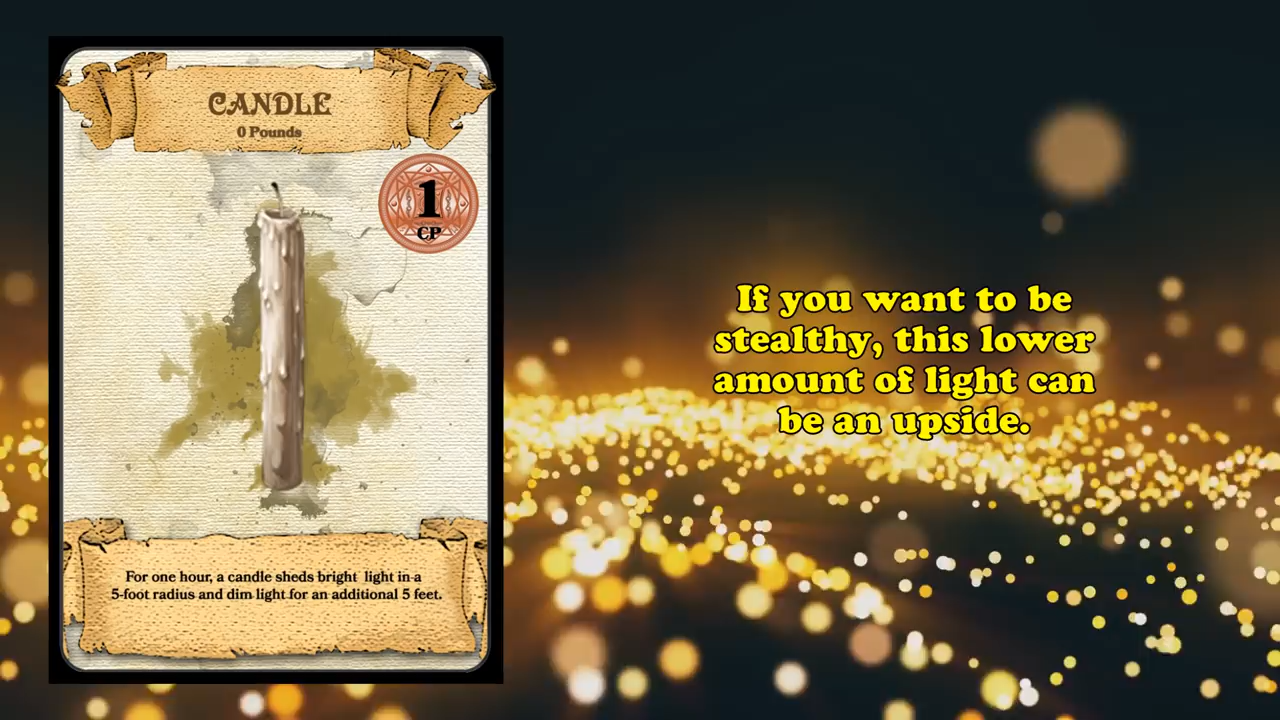 CANDLE
0 Pounds
1
CP
For one hour, a candle sheds bright light in a
5-foot radius and dim light for an additional 5 feet.
If you want to be
stealthy, this lower
amount of light can
be an upside.